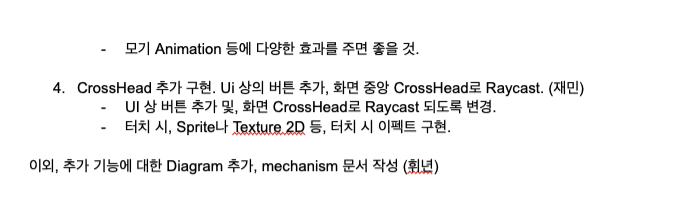 - 모기 Animation 등에 다양한 효과를 주면 좋을 것.
4. CrossHead 추가 구현. Ui 상의 버튼 추가, 화면 중앙 CrossHead로 Raycast. (재민)
- UI 상 버튼 추가 및, 화면 CrossHead로 Raycast 되도록 변경.
- 터치 시, Sprite나 Texture 2D 등, 터치 시 이펙트 구현.
이외, 추가 기능에 대한 Diagram 추가, mechanism 문서 작성 (휘년)